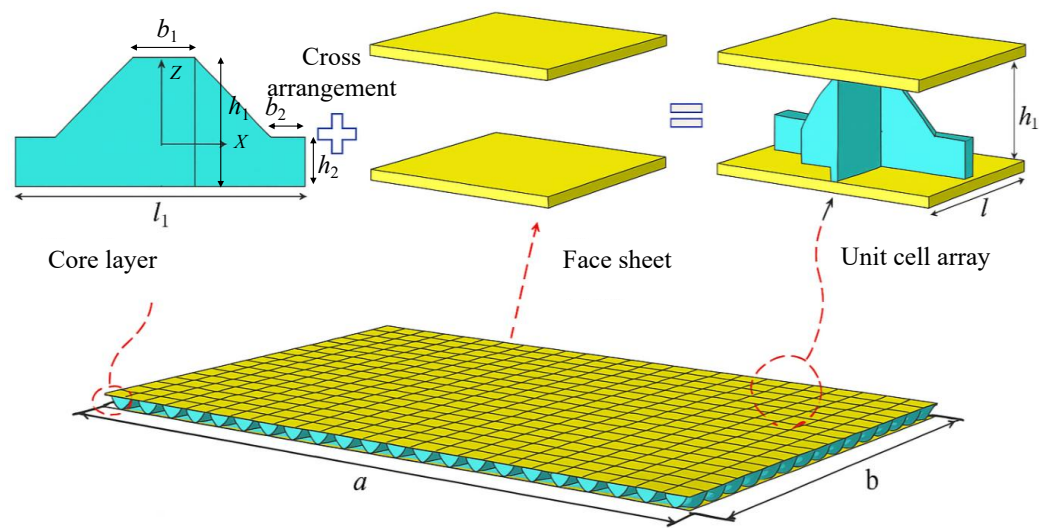 b₁
Z
X
h₁
b₂
h₂
l₁
Cross
arrangement
h₁
l
Core layer
Face sheet
Unit cell array
a
b